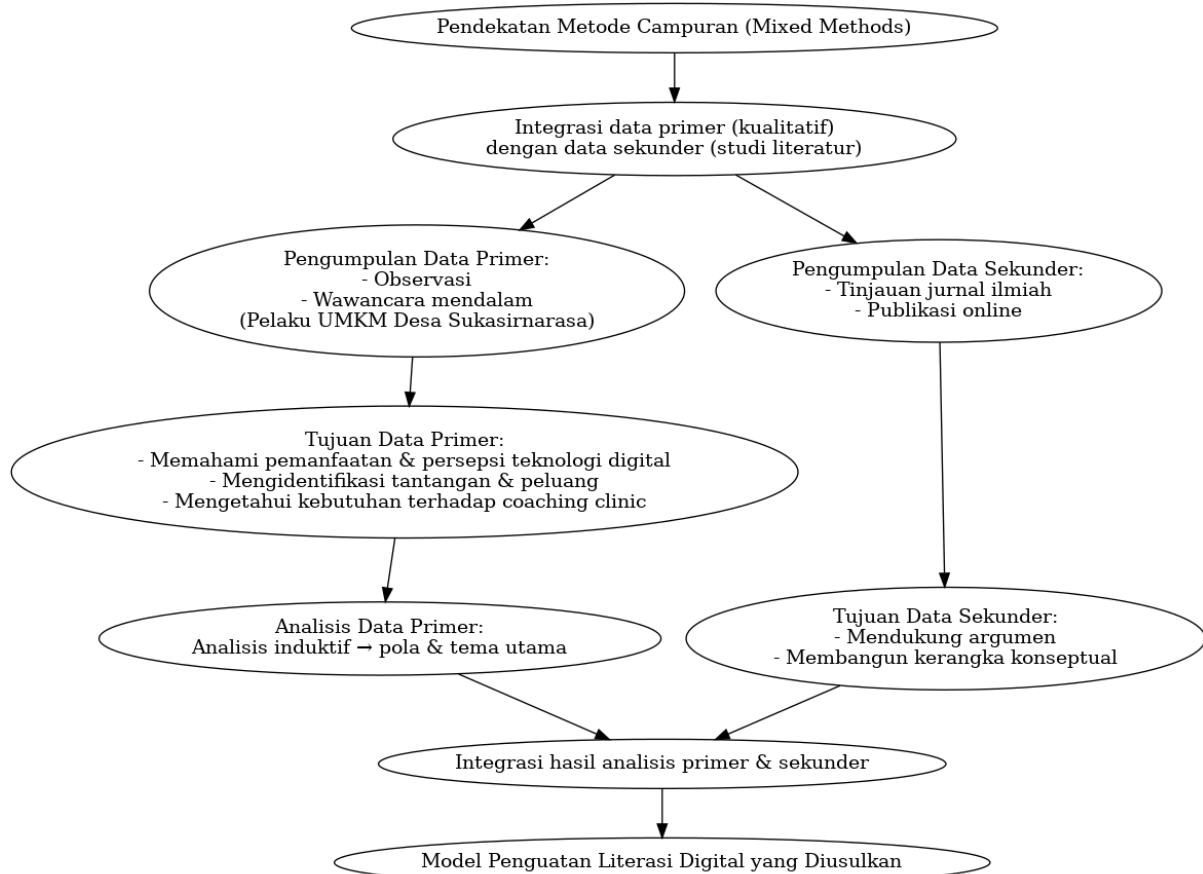 Pendekatan Metode Campuran (Mixed Methods)
Integrasi data primer (kualitatif)
dengan data sekunder (studi literatur)
Pengumpulan Data Primer:
- Observasi
- Wawancara mendalam
(Pelaku UMKM Desa Sukasirnarasa)
Pengumpulan Data Sekunder:
- Tinjauan jurnal ilmiah
- Publikasi online
Tujuan Data Primer:
- Memahami pemanfaatan & persepsi teknologi digital
- Mengidentifikasi tantangan & peluang
- Mengetahui kebutuhan terhadap coaching clinic
Analisis Data Primer:
Analisis induktif → pola & tema utama
Tujuan Data Sekunder:
- Mendukung argumen
- Membangun kerangka konseptual
Integrasi hasil analisis primer & sekunder
Model Penguatan Literasi Digital yang Diusulkan